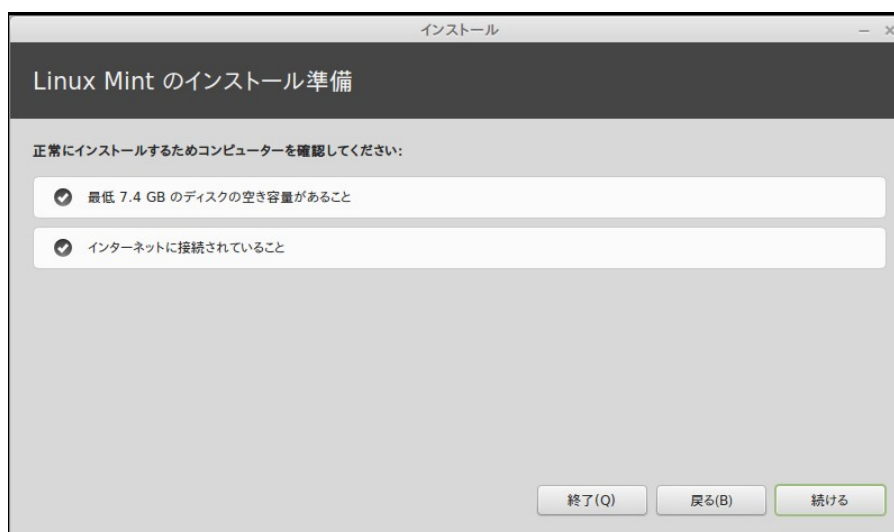 インストール
Linux Mint のインストール準備
正常にインストールするためコンピューターを確認してください:
最低 7.4 GB のディスクの空き容量があること
インターネットに接続されていること
終了(Q) 戻る(B) 続ける